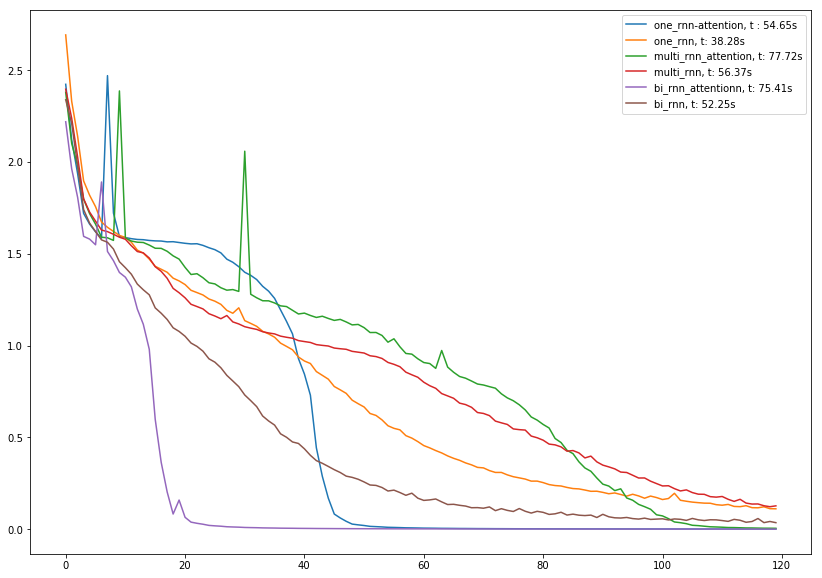 one_rnn-attention, t : 54.65s
one_rnn, t: 38.28s
multi_rnn_attention, t: 77.72s
multi_rnn, t: 56.37s
bi_rnn_attentionn, t: 75.41s
bi_rnn, t: 52.25s
2.5
2.0
1.5
1.0
0.5
0.0
0 20 40 60 80 100 120